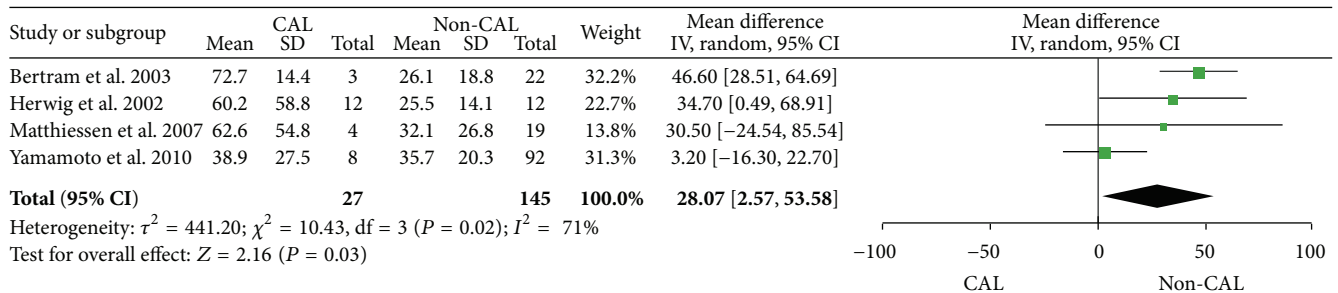 Study or subgroup CAL Non-CAL Weight Mean difference Mean difference
Mean SD Total Mean SD Total IV, random, 95% CI IV, random, 95% CI
Bertram et al. 2003 72.7 14.4 3 26.1 18.8 22 32.2% 46.60 [28.51, 64.69]
Herwig et al. 2002 60.2 58.8 12 25.5 14.1 12 22.7% 34.70 [0.49, 68.91]
Matthiessen et al. 2007 62.6 54.8 4 32.1 26.8 19 13.8% 30.50 [−24.54, 85.54]
Yamamoto et al. 2010 38.9 27.5 8 35.7 20.3 92 31.3% 3.20 [−16.30, 22.70]
Total (95% CI) 27 145 100.0% 28.07 [2.57, 53.58]
Heterogeneity: τ² = 441.20; χ² = 10.43, df = 3 (P = 0.02); I² = 71%
Test for overall effect: Z = 2.16 (P = 0.03)
−100 −50 0 50 100
CAL Non-CAL